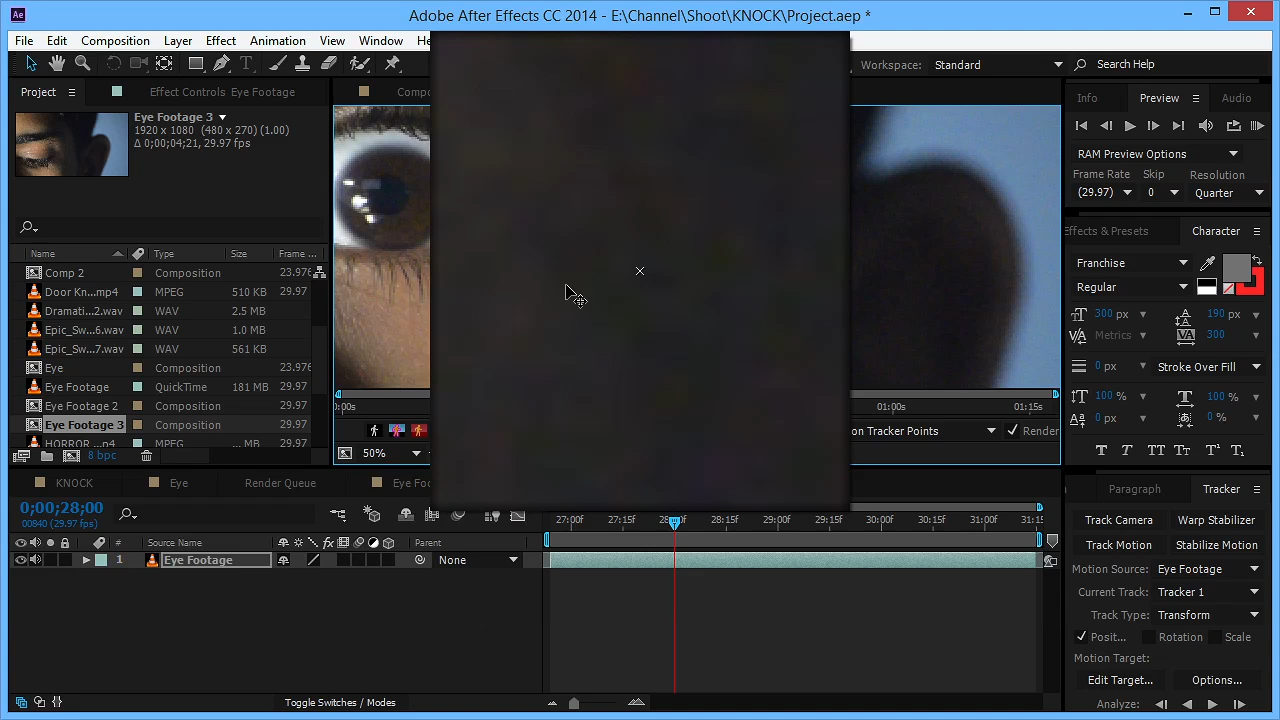 Ae Adobe After Effects CC 2014 - E:\Channel\Shoot\KNOCK\Project.aep *
File Edit Composition Layer Effect Animation View Window
Workspace: Standard Search Help
Project Effect Controls Eye Footage
Info Preview Audio
Eye Footage 3
1920 x 1080 (480 x 270) (1.00)
Δ 0;00;04;21, 29.97 fps
RAM Preview Options
Frame Rate Skip Resolution
(29.97) 0 Quarter
Effects & Presets Character
Name Type Size Frame ...
Comp 2 Composition 23.976
Door Kn...mp4 MPEG 510 KB 29.97
Dramati...2.wav WAV 2.5 MB
Epic_Sw...6.wav WAV 1.0 MB
Epic_Sw...7.wav WAV 561 KB
Eye Composition 23.976
Eye Footage QuickTime 181 MB 29.97
Eye Footage 2 Composition 29.97
Eye Footage 3 Composition 29.97
HORROR ...p4 MPEG ... MB 29.97
8 bpc
Franchise
Regular
300 px 190 px
Metrics 300
0 px Stroke Over Fill
100 % 100 %
0 px 0 %
T T TT Tt T¹ T₁
:00s 01:00s 01:15s
on Tracker Points Render
50%
KNOCK Eye Render Queue Eye Foo
Paragraph Tracker
0;00;28;00
00840 (29.97 fps)
27:00f 27:15f 28:15f 29:00f 29:15f 30:00f 30:15f 31:00f
# Source Name Parent
1 Eye Footage None
Track Camera Warp Stabilizer
Track Motion Stabilize Motion
Motion Source: Eye Footage
Current Track: Tracker 1
Track Type: Transform
Posit... Rotation Scale
Motion Target:
Edit Target... Options...
Analyze:
Toggle Switches / Modes